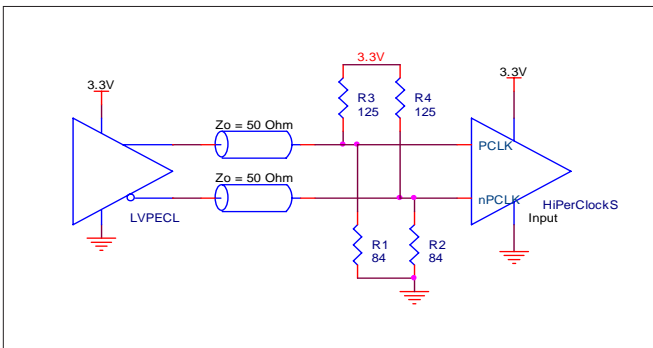 3.3V
3.3V
3.3V
R3
125
R4
125
Zo = 50 Ohm
PCLK
Zo = 50 Ohm
nPCLK
HiPerClockS
Input
LVPECL
R1
84
R2
84